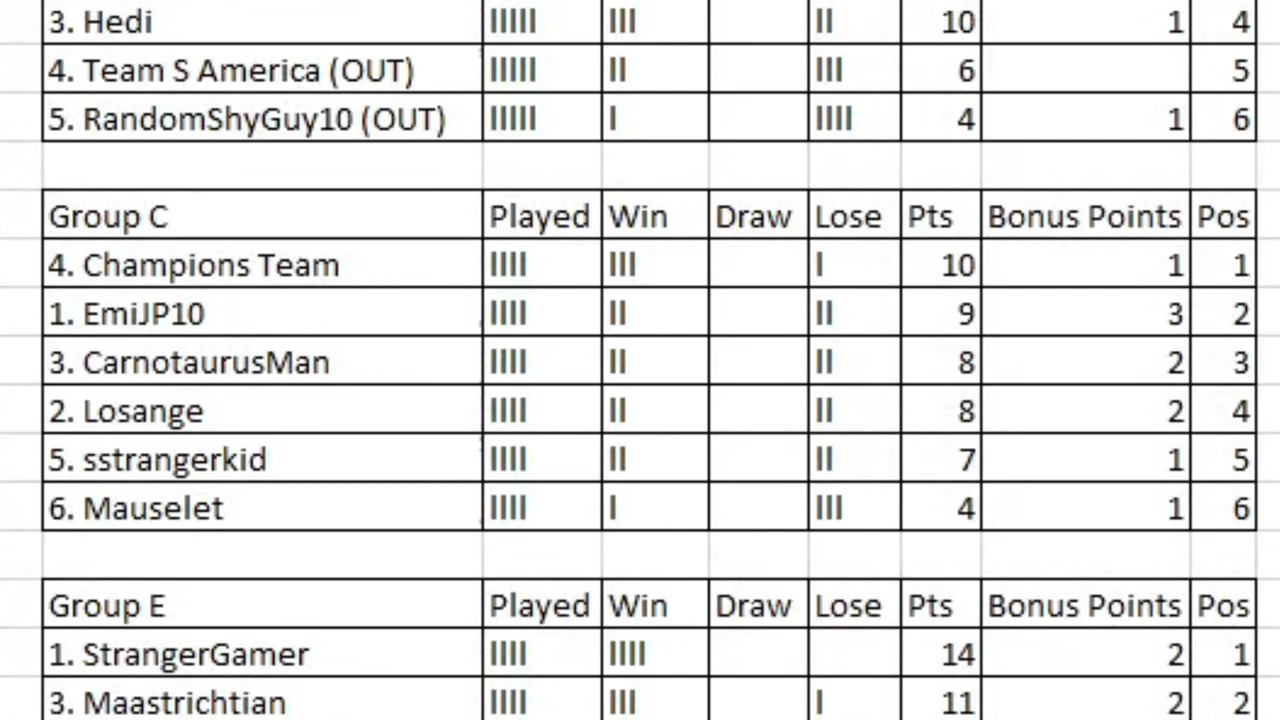 3. Hedi IIIII III II 10 1 4
4. Team S America (OUT) IIIII II III 6 5
5. RandomShyGuy10 (OUT) IIIII I IIII 4 1 6
Group C Played Win Draw Lose Pts Bonus Points Pos
4. Champions Team IIII III I 10 1 1
1. EmiJP10 IIII II II 9 3 2
3. CarnotaurusMan IIII II II 8 2 3
2. Losange IIII II II 8 2 4
5. sstrangerkid IIII II II 7 1 5
6. Mauselet IIII I III 4 1 6
Group E Played Win Draw Lose Pts Bonus Points Pos
1. StrangerGamer IIII IIII 14 2 1
3. Maastrichtian IIII III I 11 2 2